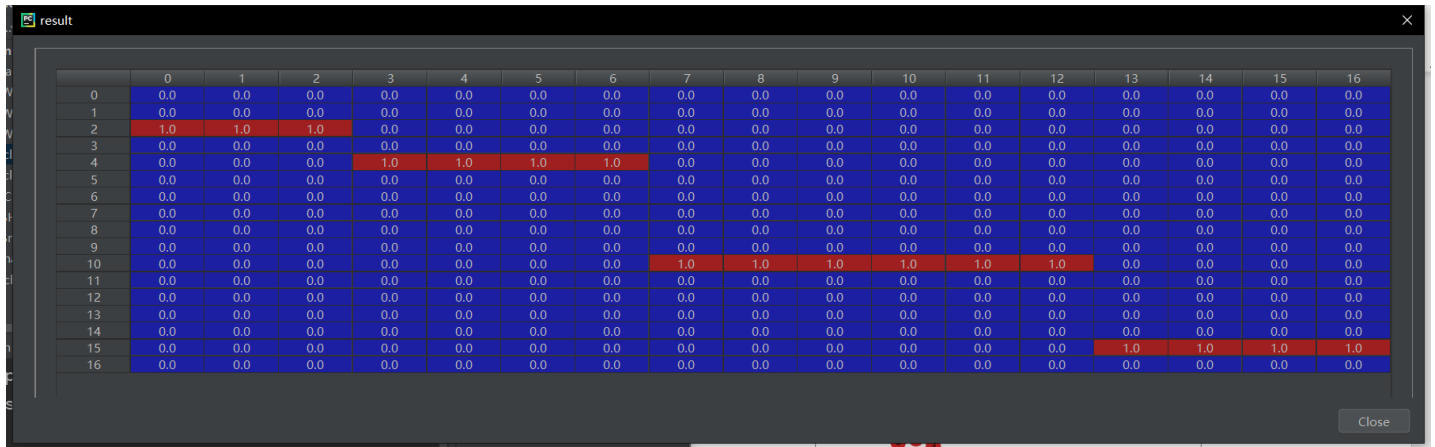 PC result
0 1 2 3 4 5 6 7 8 9 10 11 12 13 14 15 16
0 0.0 0.0 0.0 0.0 0.0 0.0 0.0 0.0 0.0 0.0 0.0 0.0 0.0 0.0 0.0 0.0 0.0
1 0.0 0.0 0.0 0.0 0.0 0.0 0.0 0.0 0.0 0.0 0.0 0.0 0.0 0.0 0.0 0.0 0.0
2 1.0 1.0 1.0 0.0 0.0 0.0 0.0 0.0 0.0 0.0 0.0 0.0 0.0 0.0 0.0 0.0 0.0
3 0.0 0.0 0.0 0.0 0.0 0.0 0.0 0.0 0.0 0.0 0.0 0.0 0.0 0.0 0.0 0.0 0.0
4 0.0 0.0 0.0 1.0 1.0 1.0 1.0 0.0 0.0 0.0 0.0 0.0 0.0 0.0 0.0 0.0 0.0
5 0.0 0.0 0.0 0.0 0.0 0.0 0.0 0.0 0.0 0.0 0.0 0.0 0.0 0.0 0.0 0.0 0.0
6 0.0 0.0 0.0 0.0 0.0 0.0 0.0 0.0 0.0 0.0 0.0 0.0 0.0 0.0 0.0 0.0 0.0
7 0.0 0.0 0.0 0.0 0.0 0.0 0.0 0.0 0.0 0.0 0.0 0.0 0.0 0.0 0.0 0.0 0.0
8 0.0 0.0 0.0 0.0 0.0 0.0 0.0 0.0 0.0 0.0 0.0 0.0 0.0 0.0 0.0 0.0 0.0
9 0.0 0.0 0.0 0.0 0.0 0.0 0.0 0.0 0.0 0.0 0.0 0.0 0.0 0.0 0.0 0.0 0.0
10 0.0 0.0 0.0 0.0 0.0 0.0 0.0 1.0 1.0 1.0 1.0 1.0 1.0 0.0 0.0 0.0 0.0
11 0.0 0.0 0.0 0.0 0.0 0.0 0.0 0.0 0.0 0.0 0.0 0.0 0.0 0.0 0.0 0.0 0.0
12 0.0 0.0 0.0 0.0 0.0 0.0 0.0 0.0 0.0 0.0 0.0 0.0 0.0 0.0 0.0 0.0 0.0
13 0.0 0.0 0.0 0.0 0.0 0.0 0.0 0.0 0.0 0.0 0.0 0.0 0.0 0.0 0.0 0.0 0.0
14 0.0 0.0 0.0 0.0 0.0 0.0 0.0 0.0 0.0 0.0 0.0 0.0 0.0 0.0 0.0 0.0 0.0
15 0.0 0.0 0.0 0.0 0.0 0.0 0.0 0.0 0.0 0.0 0.0 0.0 0.0 1.0 1.0 1.0 1.0
16 0.0 0.0 0.0 0.0 0.0 0.0 0.0 0.0 0.0 0.0 0.0 0.0 0.0 0.0 0.0 0.0 0.0
Close